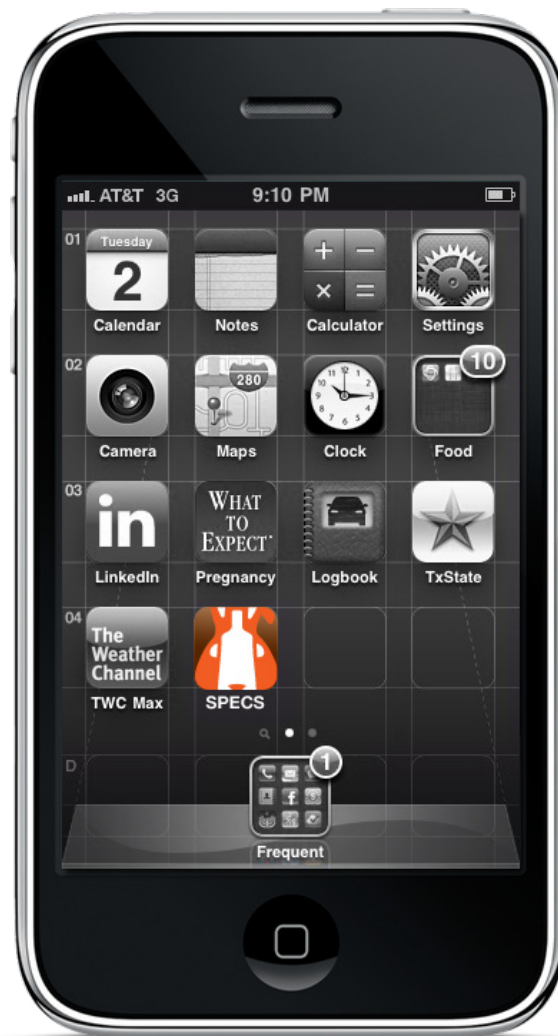 AT&T 3G 9:10 PM
01
Tuesday
2
Calendar Notes Calculator Settings
02
280
10
Camera Maps Clock Food
03
in
WHAT
TO
EXPECT
LinkedIn Pregnancy Logbook TxState
04
The
Weather
Channel
TWC Max SPECS
D
1
Frequent